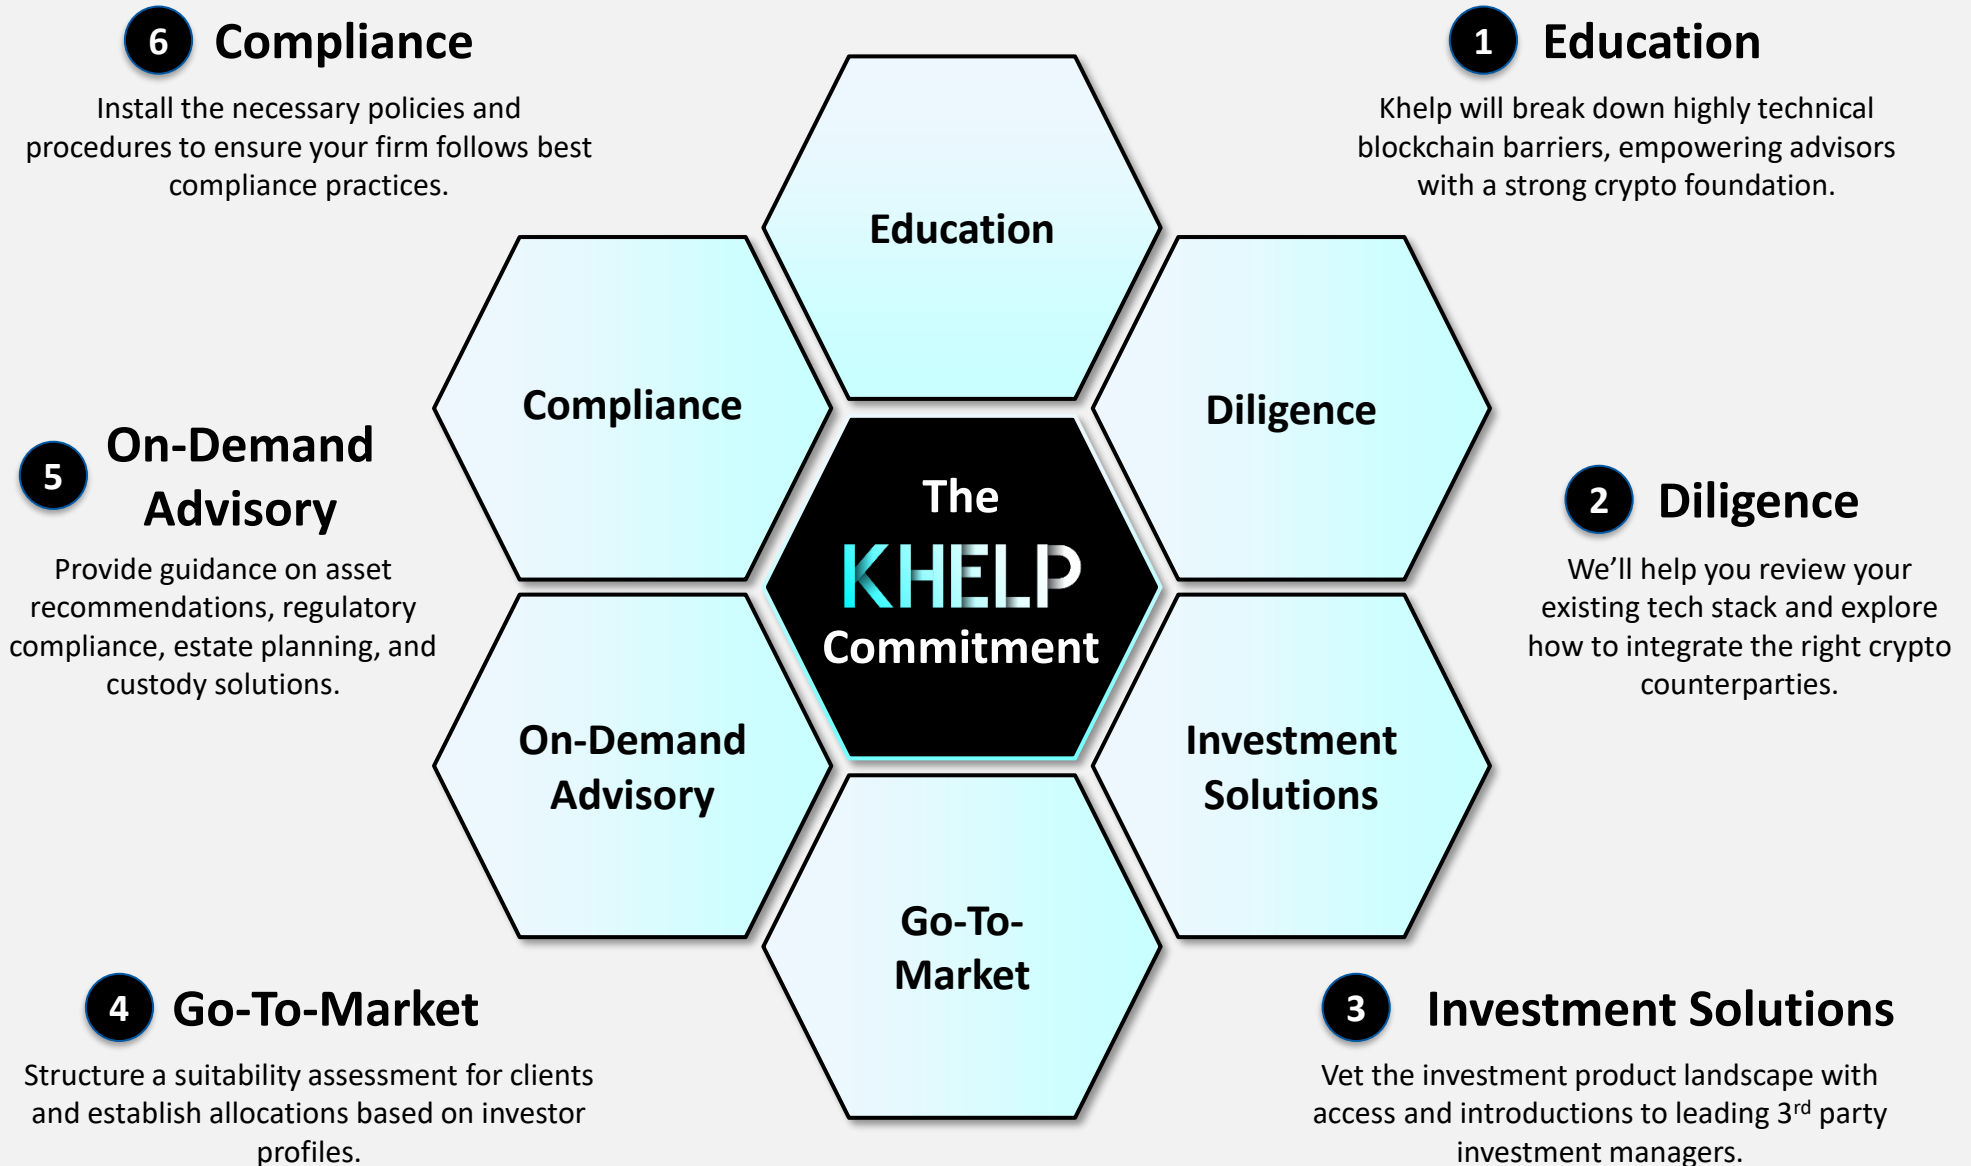 6 Compliance
Install the necessary policies and
procedures to ensure your firm follows best
compliance practices.
1 Education
Khelp will break down highly technical
blockchain barriers, empowering advisors
with a strong crypto foundation.
Education
Compliance
Diligence
The
KHELP
Commitment
5 On-Demand
Advisory
Provide guidance on asset
recommendations, regulatory
compliance, estate planning, and
custody solutions.
2 Diligence
We’ll help you review your
existing tech stack and explore
how to integrate the right crypto
counterparties.
On-Demand
Advisory
Investment
Solutions
Go-To-
Market
4 Go-To-Market
Structure a suitability assessment for clients
and establish allocations based on investor
profiles.
3 Investment Solutions
Vet the investment product landscape with
access and introductions to leading 3rd party
investment managers.